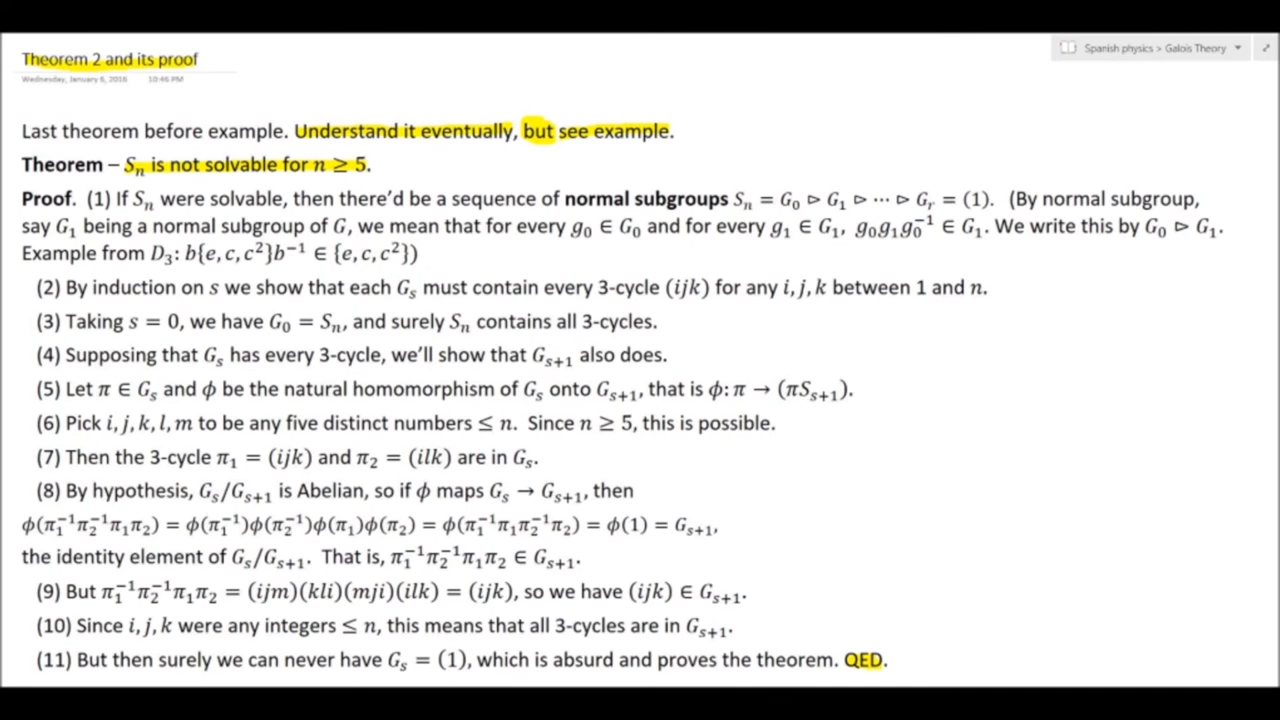 Spanish physics > Galois Theory
Theorem 2 and its proof
Wednesday, January 6, 2016 10:46 PM
Last theorem before example. Understand it eventually, but see example.
Theorem – Sₙ is not solvable for n ≥ 5.
Proof. (1) If Sₙ were solvable, then there'd be a sequence of normal subgroups Sₙ = G₀ ⊳ G₁ ⊳ ⋯ ⊳ Gᵣ = (1). (By normal subgroup,
say G₁ being a normal subgroup of G, we mean that for every g₀ ∈ G₀ and for every g₁ ∈ G₁, g₀g₁g₀⁻¹ ∈ G₁. We write this by G₀ ⊳ G₁.
Example from D₃: b{e, c, c²}b⁻¹ ∈ {e, c, c²})
(2) By induction on s we show that each Gₛ must contain every 3-cycle (ijk) for any i, j, k between 1 and n.
(3) Taking s = 0, we have G₀ = Sₙ, and surely Sₙ contains all 3-cycles.
(4) Supposing that Gₛ has every 3-cycle, we'll show that Gₛ₊₁ also does.
(5) Let π ∈ Gₛ and ϕ be the natural homomorphism of Gₛ onto Gₛ₊₁, that is ϕ: π → (πSₛ₊₁).
(6) Pick i, j, k, l, m to be any five distinct numbers ≤ n. Since n ≥ 5, this is possible.
(7) Then the 3-cycle π₁ = (ijk) and π₂ = (ilk) are in Gₛ.
(8) By hypothesis, Gₛ/Gₛ₊₁ is Abelian, so if ϕ maps Gₛ → Gₛ₊₁, then
ϕ(π₁⁻¹π₂⁻¹π₁π₂) = ϕ(π₁⁻¹)ϕ(π₂⁻¹)ϕ(π₁)ϕ(π₂) = ϕ(π₁⁻¹π₁π₂⁻¹π₂) = ϕ(1) = Gₛ₊₁,
the identity element of Gₛ/Gₛ₊₁. That is, π₁⁻¹π₂⁻¹π₁π₂ ∈ Gₛ₊₁.
(9) But π₁⁻¹π₂⁻¹π₁π₂ = (ijm)(kli)(mji)(ilk) = (ijk), so we have (ijk) ∈ Gₛ₊₁.
(10) Since i, j, k were any integers ≤ n, this means that all 3-cycles are in Gₛ₊₁.
(11) But then surely we can never have Gₛ = (1), which is absurd and proves the theorem. QED.